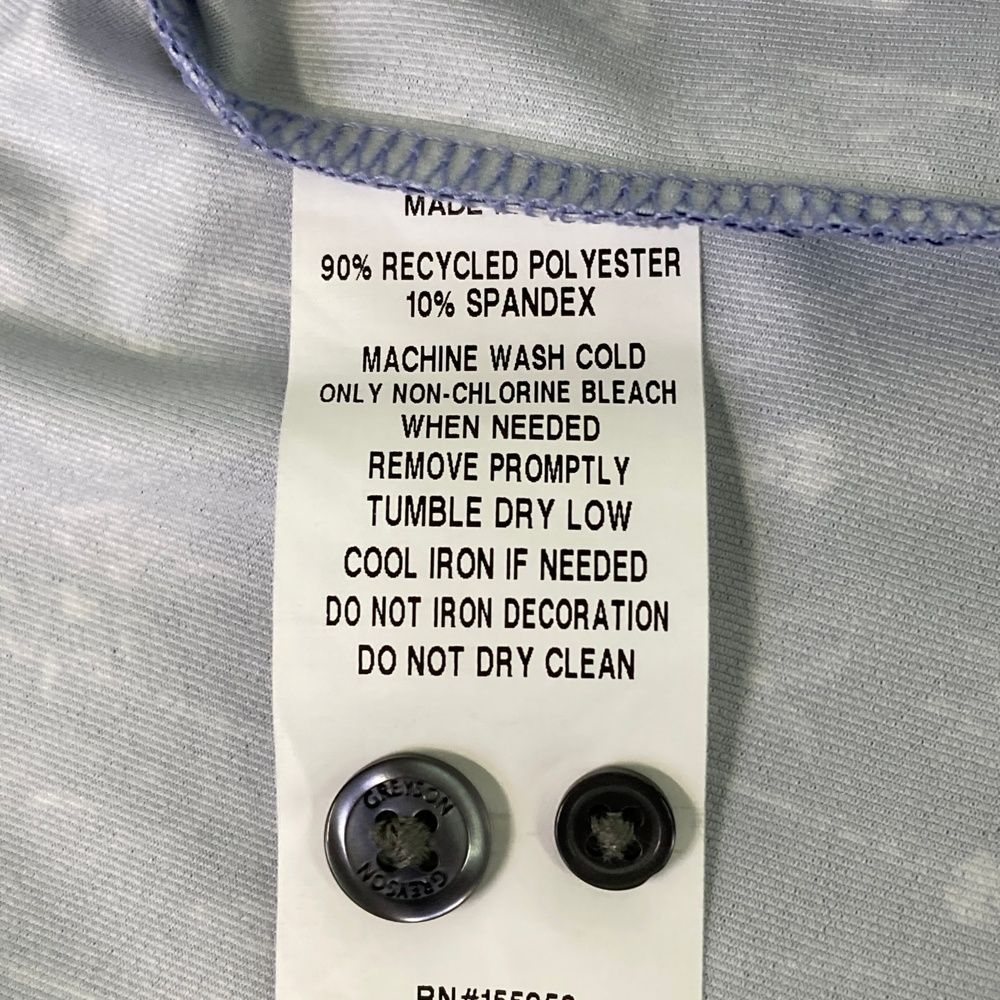 MADE
90% RECYCLED POLYESTER
10% SPANDEX
MACHINE WASH COLD
ONLY NON-CHLORINE BLEACH
WHEN NEEDED
REMOVE PROMPTLY
TUMBLE DRY LOW
COOL IRON IF NEEDED
DO NOT IRON DECORATION
DO NOT DRY CLEAN
GREYSON
GREYSON